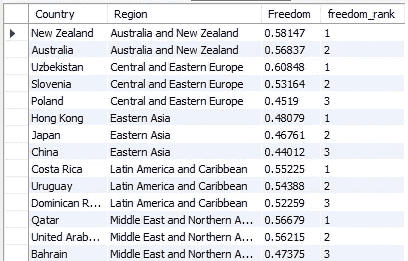 Country Region Freedom freedom_rank
New Zealand Australia and New Zealand 0.58147 1
Australia Australia and New Zealand 0.56837 2
Uzbekistan Central and Eastern Europe 0.60848 1
Slovenia Central and Eastern Europe 0.53164 2
Poland Central and Eastern Europe 0.4519 3
Hong Kong Eastern Asia 0.48079 1
Japan Eastern Asia 0.46761 2
China Eastern Asia 0.44012 3
Costa Rica Latin America and Caribbean 0.55225 1
Uruguay Latin America and Caribbean 0.54388 2
Dominican R... Latin America and Caribbean 0.52259 3
Qatar Middle East and Northern A... 0.56679 1
United Arab... Middle East and Northern A... 0.56215 2
Bahrain Middle East and Northern A... 0.47375 3